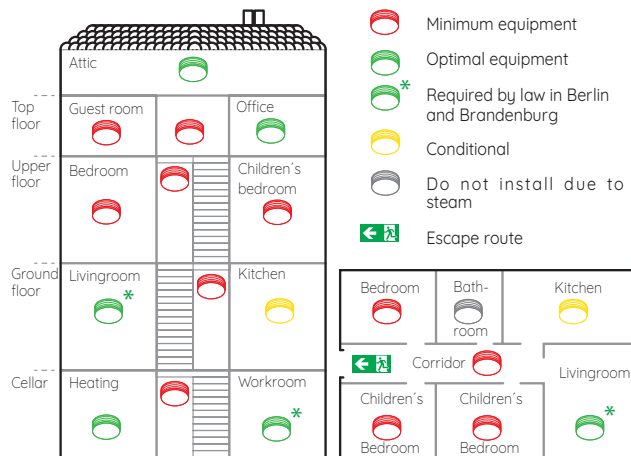 Minimum equipment
Optimal equipment
* Required by law in Berlin
and Brandenburg
Conditional
Do not install due to
steam
Escape route
Attic
Top
floor
Guest room
Office
Upper
floor
Bedroom
Children´s
bedroom
Ground
floor
Livingroom
*
Kitchen
Cellar
Heating
Workroom
*
Bedroom
Bath-
room
Kitchen
Corridor
Livingroom
*
Children´s
Bedroom
Children´s
Bedroom